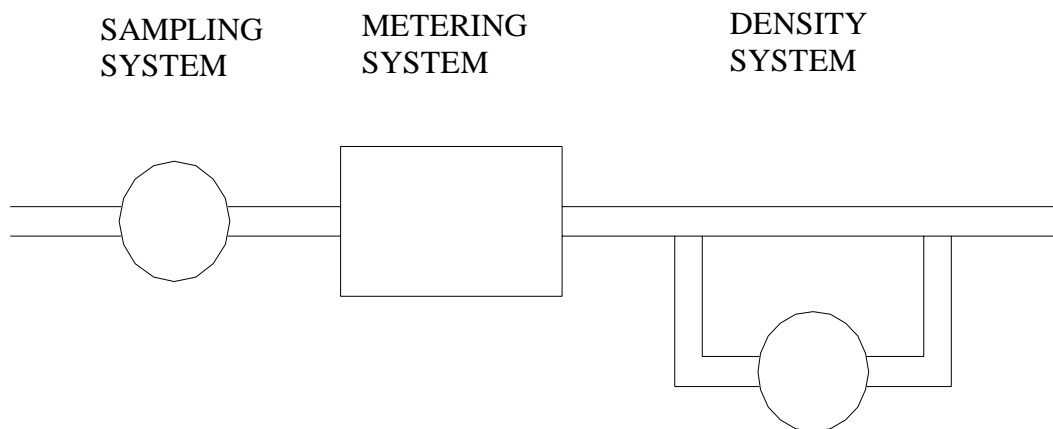 SAMPLING
SYSTEM
METERING
SYSTEM
DENSITY
SYSTEM